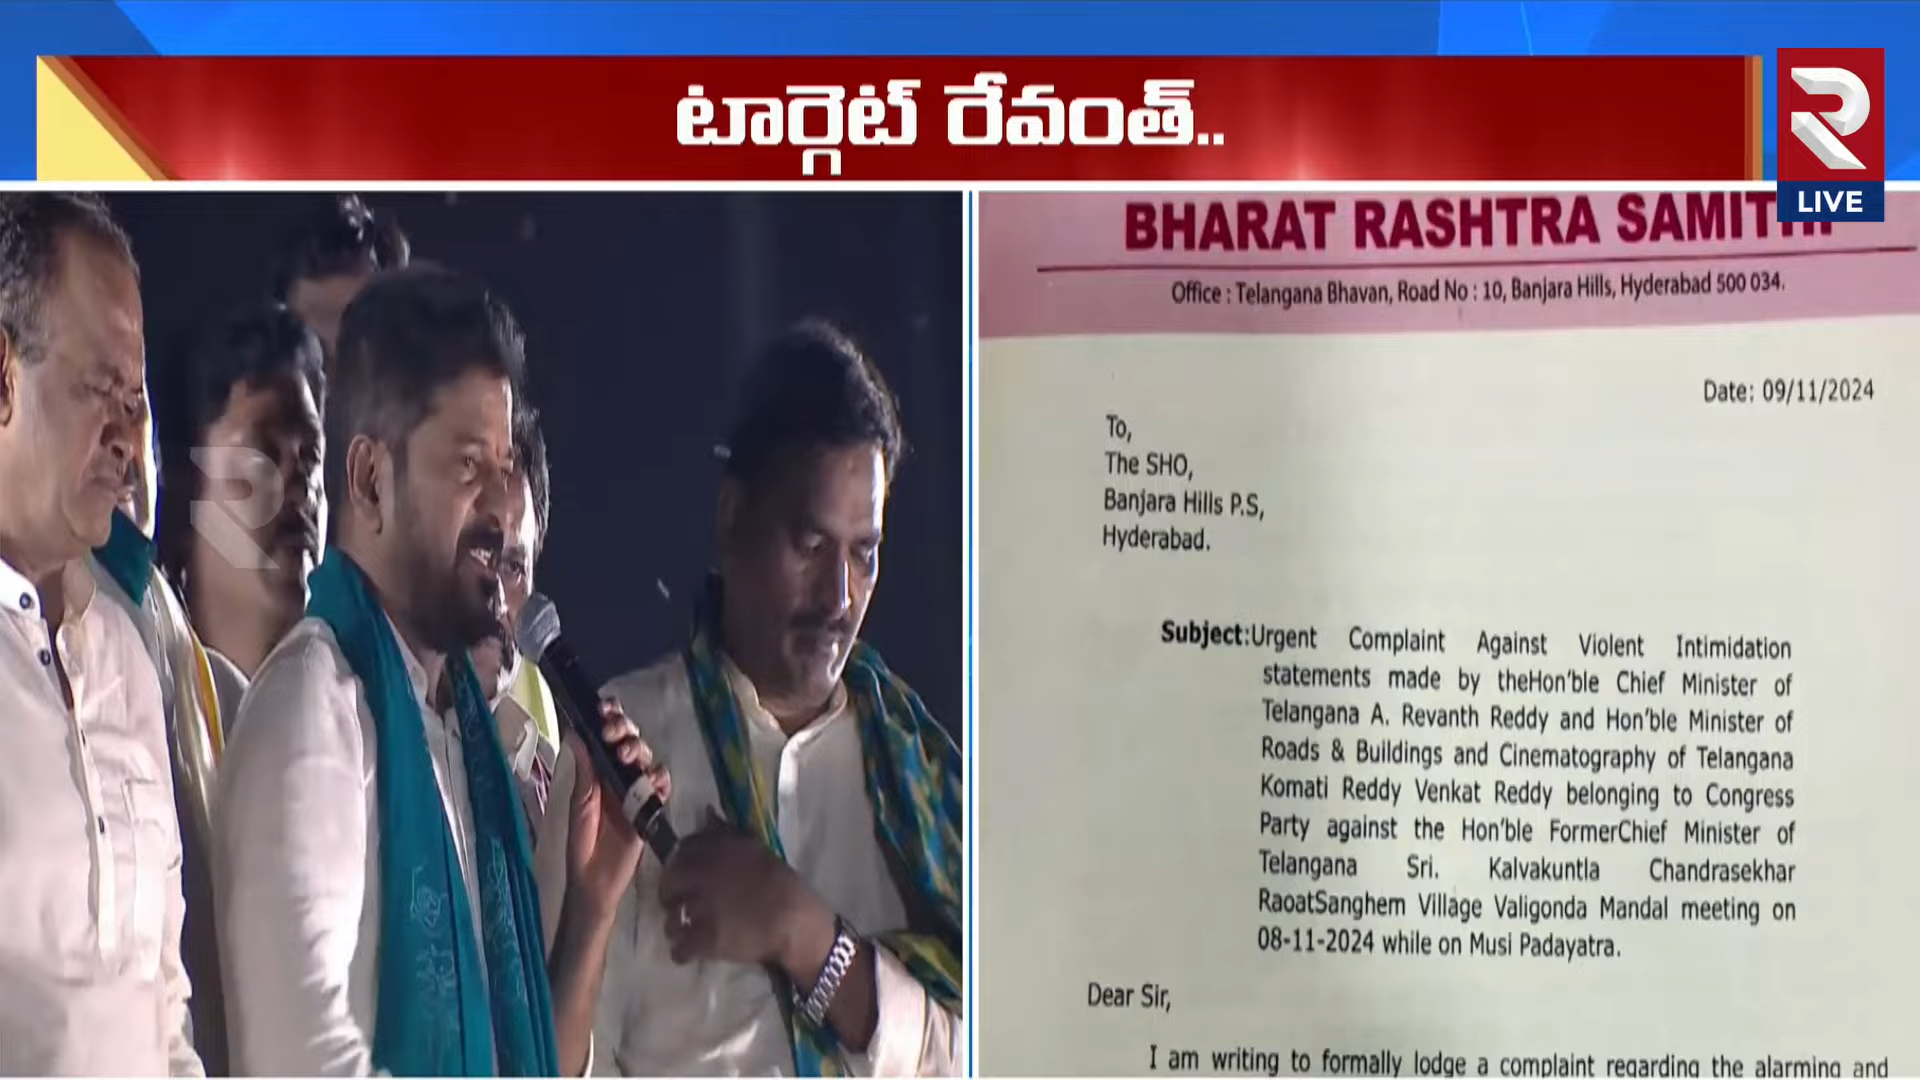 టార్గెట్ రేవంత్..
R
LIVE
BHARAT RASHTRA
Office : Telangana Bhavan, Road No : 10, Banjara Hills, Hyderabad 500 034.
Date: 09/11/2024
To,
The SHO,
Banjara Hills P.S,
Hyderabad.
Subject:Urgent Complaint Against Violent Intimidation
statements made by theHon'ble Chief Minister of
Telangana A. Revanth Reddy and Hon'ble Minister of
Roads & Buildings and Cinematography of Telangana
Komati Reddy Venkat Reddy belonging to Congress
Party against the Hon'ble FormerChief Minister of
Telangana Sri. Kalvakuntla Chandrasekhar
RaoatSanghem Village Valigonda Mandal meeting on
08-11-2024 while on Musi Padayatra.
Dear Sir,
I am writing to formally lodge a complaint regarding the alarming and